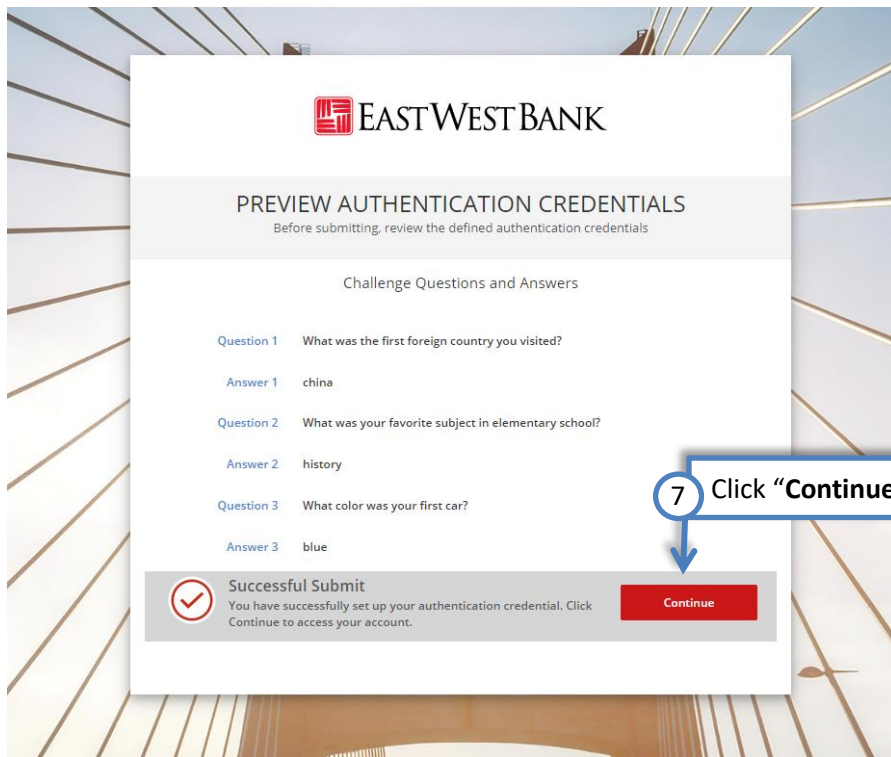 EAST WEST BANK
PREVIEW AUTHENTICATION CREDENTIALS
Before submitting, review the defined authentication credentials
Challenge Questions and Answers
Question 1 What was the first foreign country you visited?
Answer 1 china
Question 2 What was your favorite subject in elementary school?
Answer 2 history
7 Click “Continue
Question 3 What color was your first car?
Answer 3 blue
Successful Submit
You have successfully set up your authentication credential. Click
Continue to access your account.
Continue